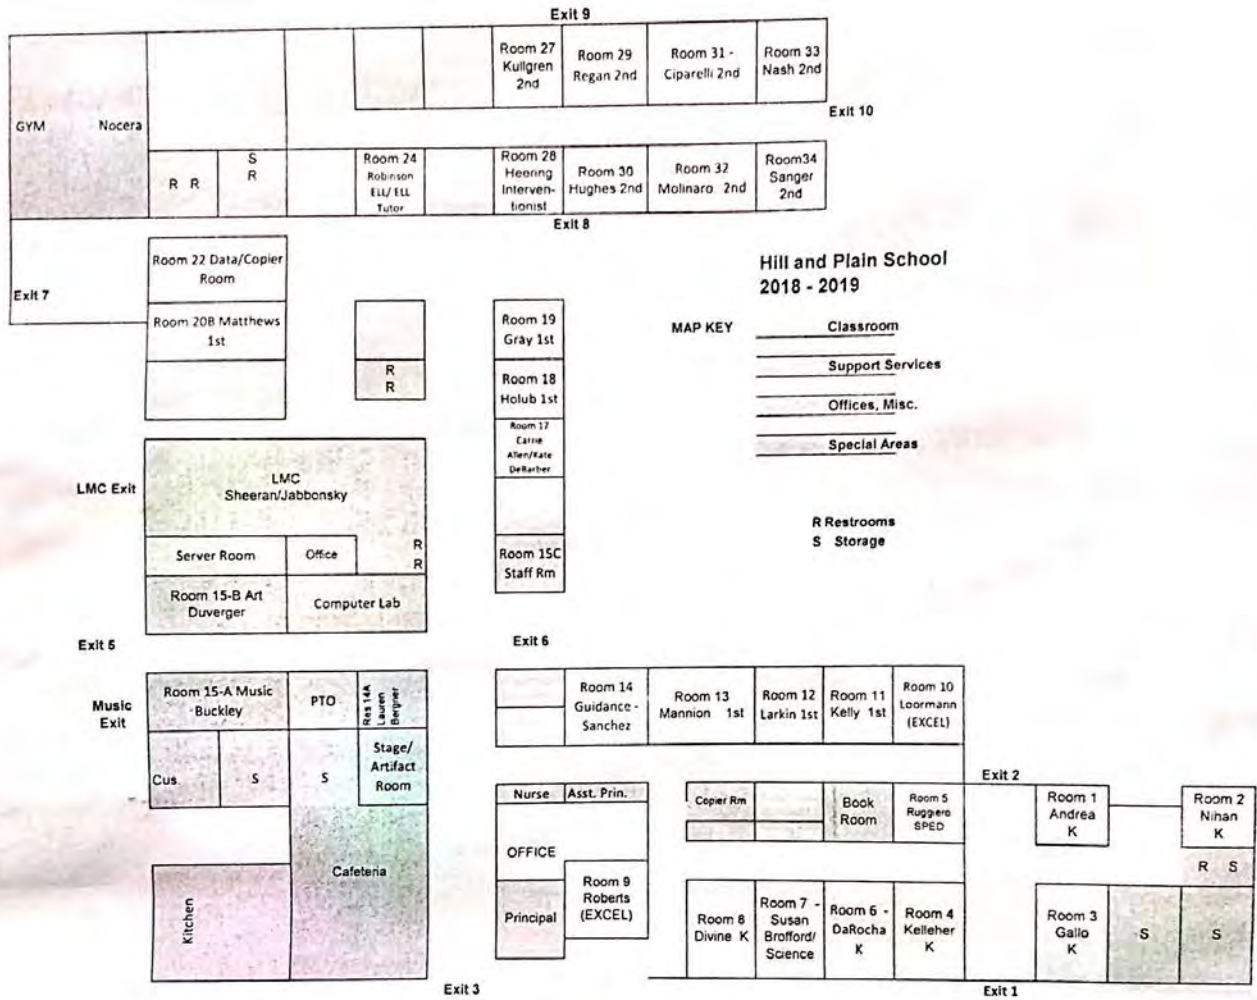 Exit 9
Room 27
Kullgren
2nd
Room 29
Regan 2nd
Room 31 -
Ciparelli 2nd
Room 33
Nash 2nd
GYM Nocera
Exit 10
R R
S
R
Room 24
Robinson
ELL/ ELL
Tutor
Room 28
Heering
Interven-
tionist
Room 30
Hughes 2nd
Room 32
Molinaro 2nd
Room34
Sanger
2nd
Exit 8
Room 22 Data/Copier
Room
Exit 7
Room 20B Matthews
1st
R
R
Room 19
Gray 1st
Room 18
Holub 1st
Room 17
Carrie
Allen/Kate
DeBarber
Room 15C
Staff Rm
Hill and Plain School
2018 - 2019
MAP KEY
Classroom
Support Services
Offices, Misc.
Special Areas
R Restrooms
S Storage
LMC Exit
LMC
Sheeran/Jabbonsky
Server Room
Office
R
R
Room 15-B Art
Duverger
Computer Lab
Exit 5
Exit 6
Music
Exit
Room 15-A Music
Buckley
PTO
Res 14A
Lauren
Bergner
Cus
S
S
Stage/
Artifact
Room
Room 14
Guidance -
Sanchez
Room 13
Mannion 1st
Room 12
Larkin 1st
Room 11
Kelly 1st
Room 10
Loormann
(EXCEL)
Exit 2
Nurse
Asst. Prin.
Copier Rm
Book
Room
Room 5
Ruggiero
SPED
Room 1
Andrea
K
Room 2
Nihan
K
OFFICE
R S
Kitchen
Cafeteria
Principal
Room 9
Roberts
(EXCEL)
Room 8
Divine K
Room 7 -
Susan
Brofford/
Science
Room 6 -
DaRocha
K
Room 4
Kelleher
K
Room 3
Gallo
K
S
S
Exit 3
Exit 1